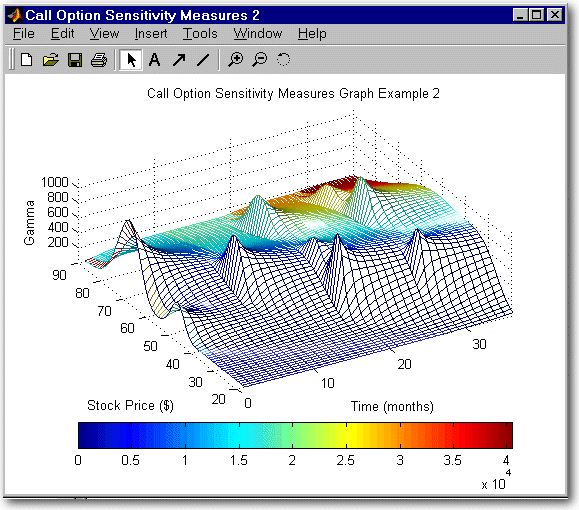 Call Option Sensitivity Measures 2
File Edit View Insert Tools Window Help
A
Call Option Sensitivity Measures Graph Example 2
1000
800
600
400
200
Gamma
90
80
70
60
50
40
30
20
0
10
20
30
Stock Price ($)
Time (months)
0 0.5 1 1.5 2 2.5 3 3.5 4
x 10^4